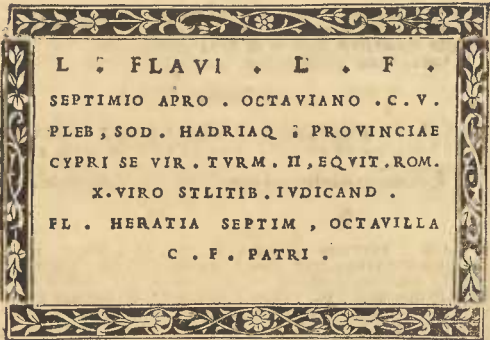 L . FLAVI . L . F .
SEPTIMIO APRO . OCTAVIANO . C . V .
PLEB , SOD . HADRIAQ : PROVINCIAE
CYPRI SE VIR . TVRM . II , EQVIT . ROM .
X . VIRO STLITIB . IVDICAND .
FL . HERATIA SEPTIM , OCTAVILLA
C . F . PATRI .